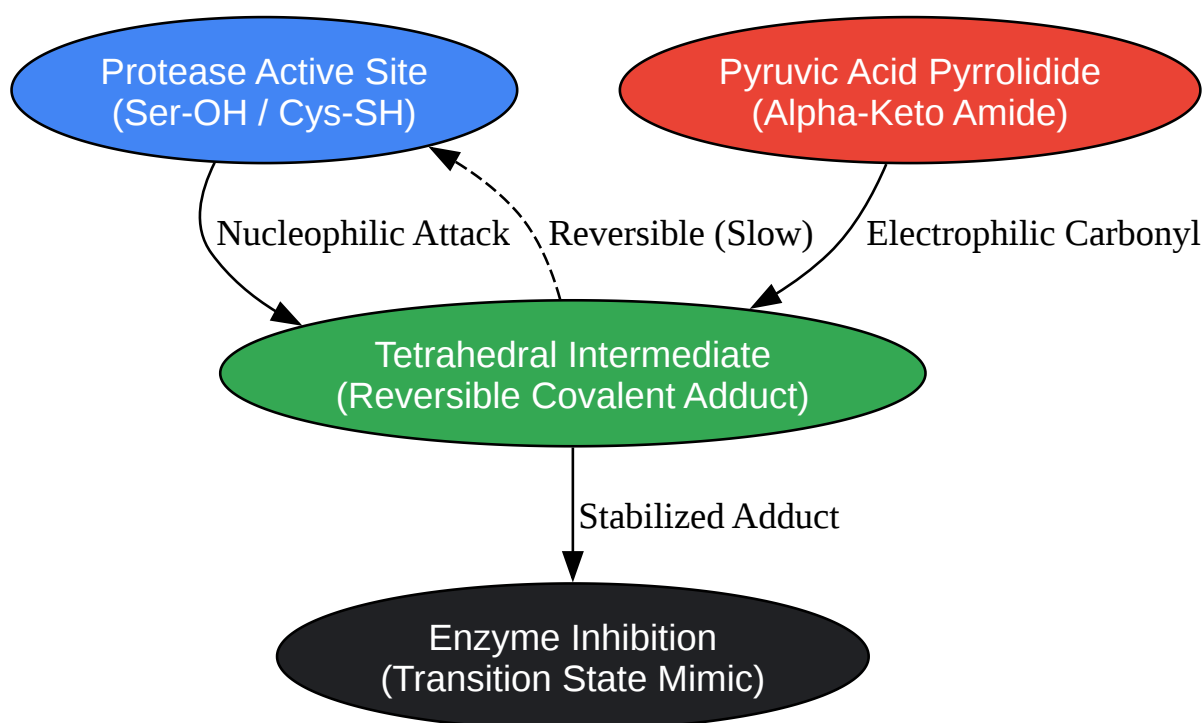 Protease Active Site
(Ser-OH / Cys-SH)
Pyruvic Acid Pyrrolidide
(Alpha-Keto Amide)
Nucleophilic Attack
Reversible (Slow)
Electrophilic Carbonyl
Tetrahedral Intermediate
(Reversible Covalent Adduct)
Stabilized Adduct
Enzyme Inhibition
(Transition State Mimic)